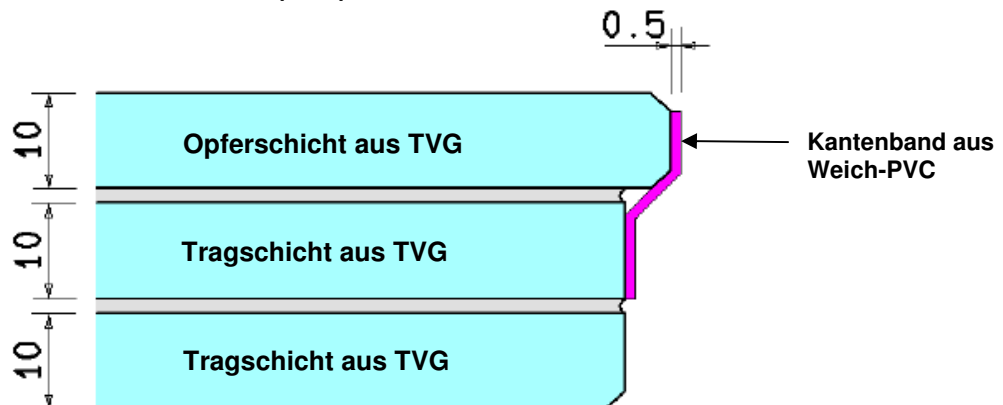 0.5
10
Opferschicht aus TVG
Kantenband aus
Weich-PVC
10
Tragschicht aus TVG
10
Tragschicht aus TVG